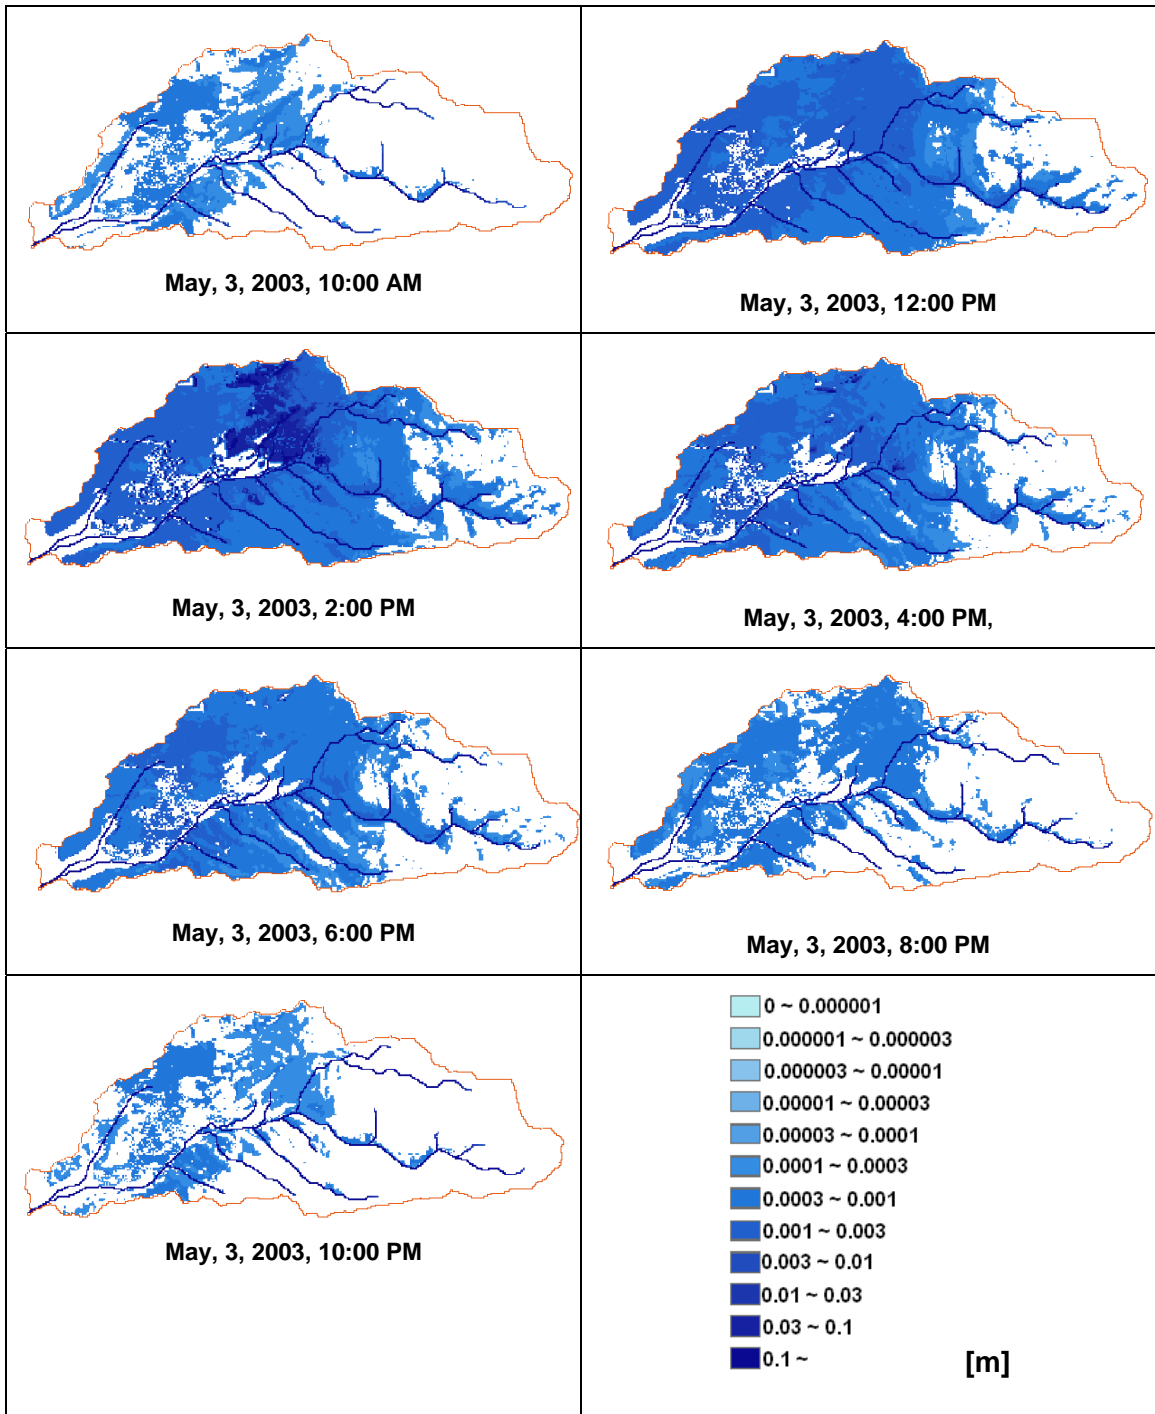 May, 3, 2003, 10:00 AM
May, 3, 2003, 12:00 PM
May, 3, 2003, 2:00 PM
May, 3, 2003, 4:00 PM,
May, 3, 2003, 6:00 PM
May, 3, 2003, 8:00 PM
May, 3, 2003, 10:00 PM
0 ~ 0.000001
0.000001 ~ 0.000003
0.000003 ~ 0.00001
0.00001 ~ 0.00003
0.00003 ~ 0.0001
0.0001 ~ 0.0003
0.0003 ~ 0.001
0.001 ~ 0.003
0.003 ~ 0.01
0.01 ~ 0.03
0.03 ~ 0.1
0.1 ~ [m]